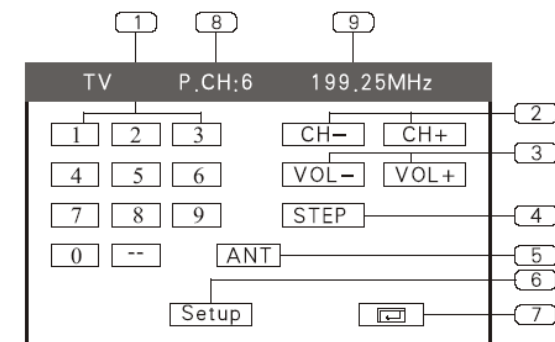 1 8 9
TV P.CH:6 199.25MHz
1 2 3 CH− CH+ 2
4 5 6 VOL− VOL+ 3
7 8 9 STEP 4
0 -- ANT 5
6
Setup 7